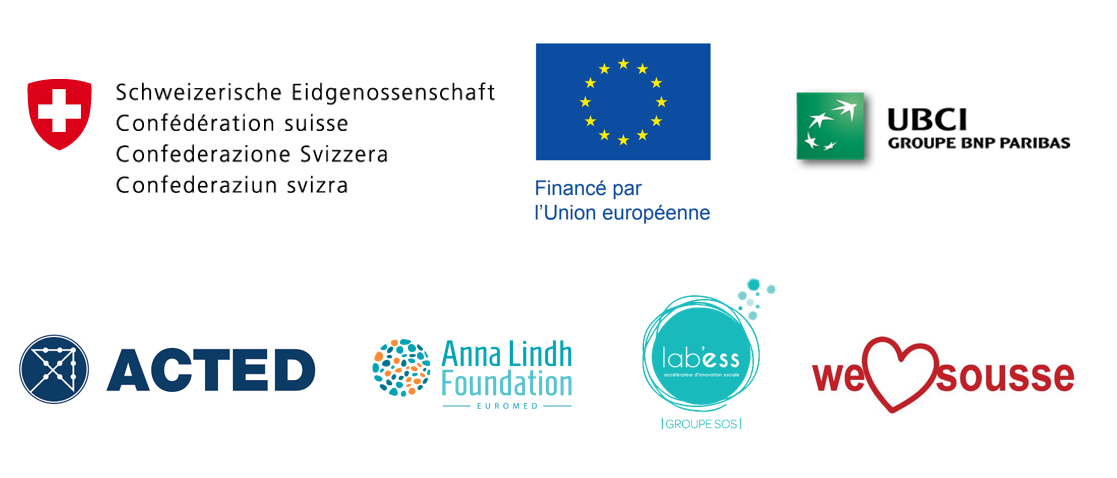 Schweizerische Eidgenossenschaft
Confédération suisse
Confederazione Svizzera
Confederaziun svizra
Financé par
l'Union européenne
UBCI
GROUPE BNP PARIBAS
ACTED
Anna Lindh
Foundation
EUROMED
lab'ess
accélérateur d'innovation sociale
|GROUPE SOS|
we sousse